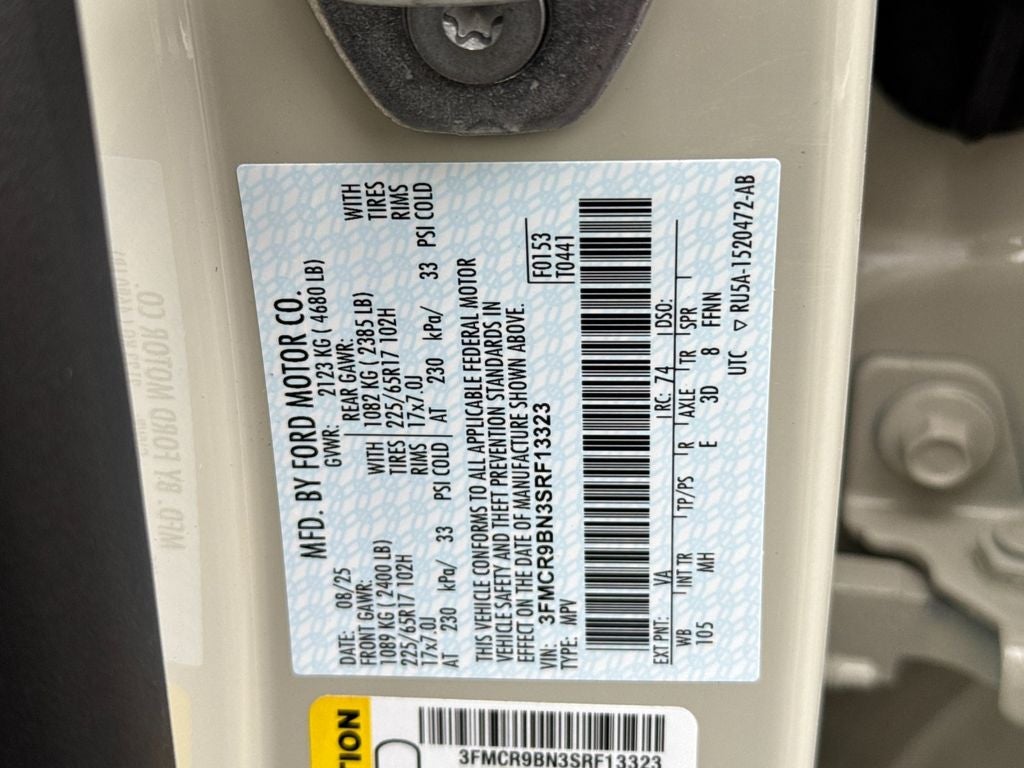 MFD. BY FORD MOTOR CO.
DATE: 08/25 GVWR: 2123 KG ( 4680 LB)
FRONT GAWR: REAR GAWR:
1089 KG ( 2400 LB) WITH 1082 KG ( 2385 LB) WITH
225/65R17 102H TIRES 225/65R17 102H TIRES
17x7.0J RIMS 17x7.0J RIMS
AT 230 kPa/ 33 PSI COLD AT 230 kPa/ 33 PSI COLD
THIS VEHICLE CONFORMS TO ALL APPLICABLE FEDERAL MOTOR
VEHICLE SAFETY AND THEFT PREVENTION STANDARDS IN
EFFECT ON THE DATE OF MANUFACTURE SHOWN ABOVE.
VIN: 3FMCR9BN3SRF13323 F0153
TYPE: MPV T0441
EXT PNT: VA RC: 74 DSO:
WB INT TR TP/PS R AXLE TR SPR
105 MH E 3D 8 FFNN
UTC ▽ RU5A-1520472-AB
TION
3FMCR9BN3SRF13323